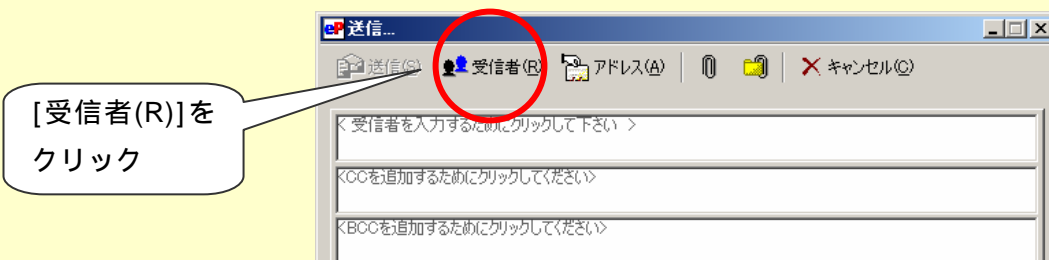 eP 送信...
送信(S) 受信者(R) アドレス(A) キャンセル(C)
[受信者(R)]を
クリック
< 受信者を入力するためにクリックして下さい >
<CCを追加するためにクリックしてください>
<BCCを追加するためにクリックしてください>